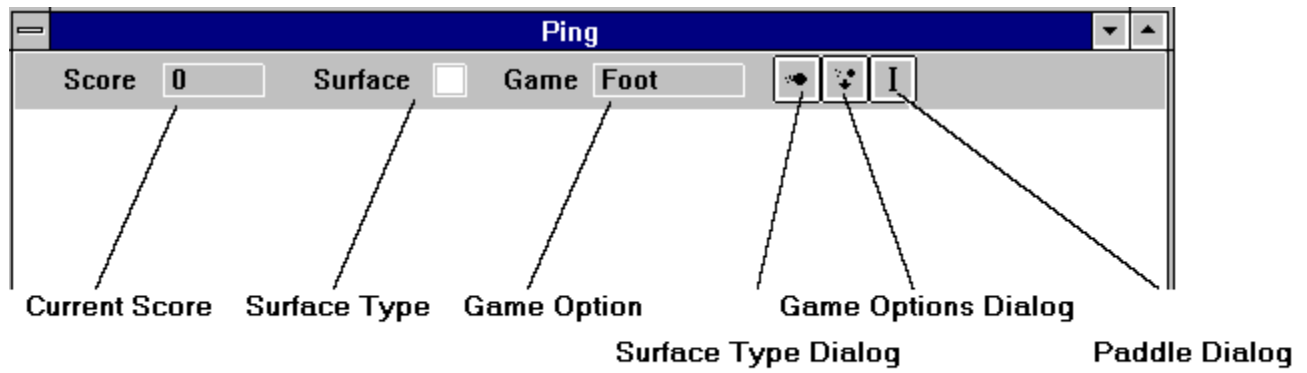 Ping
Score 0 Surface Game Foot
Current Score Surface Type Game Option Game Options Dialog
Surface Type Dialog Paddle Dialog